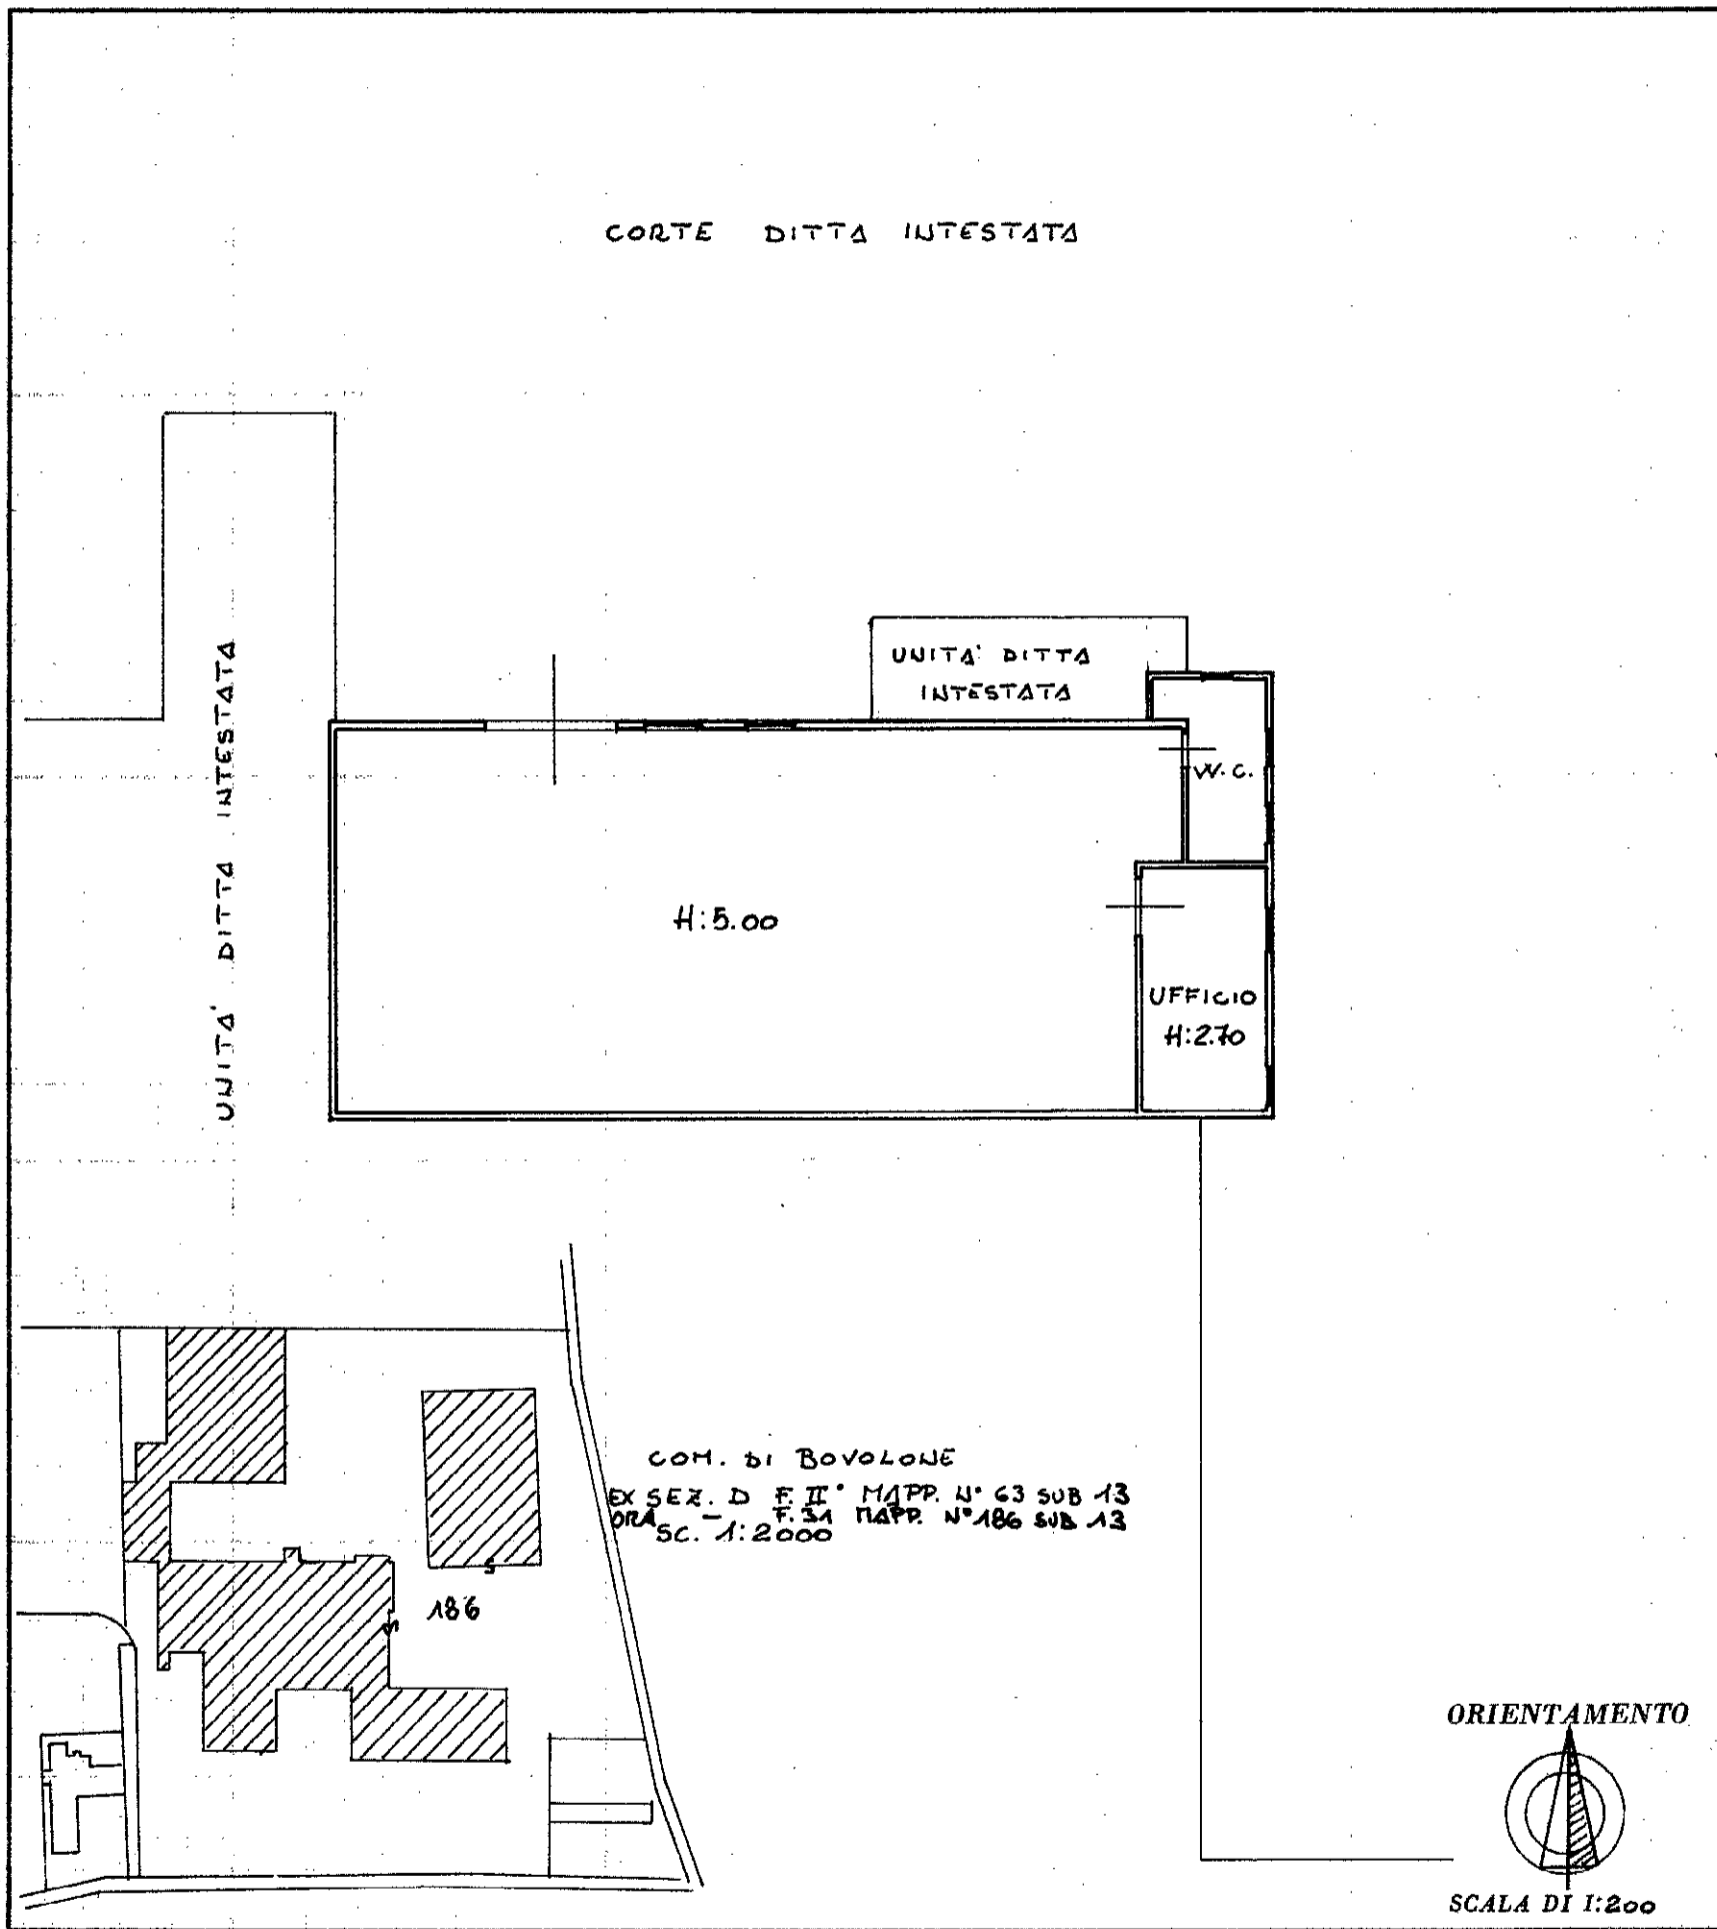 CORTE DITTA INTESTATA
UNITA' DITTA
INTESTATA
UNITA' DITTA INTESTATA
W.C.
H:5.00
UFFICIO
H:2.70
COM. DI BOVOLONE
EX SEZ. D F. II° MAPP. N° 63 SUB 13
ORA - F. 31 MAPP. N° 186 SUB 13
SC. 1:2000
186
ORIENTAMENTO
SCALA DI 1:200